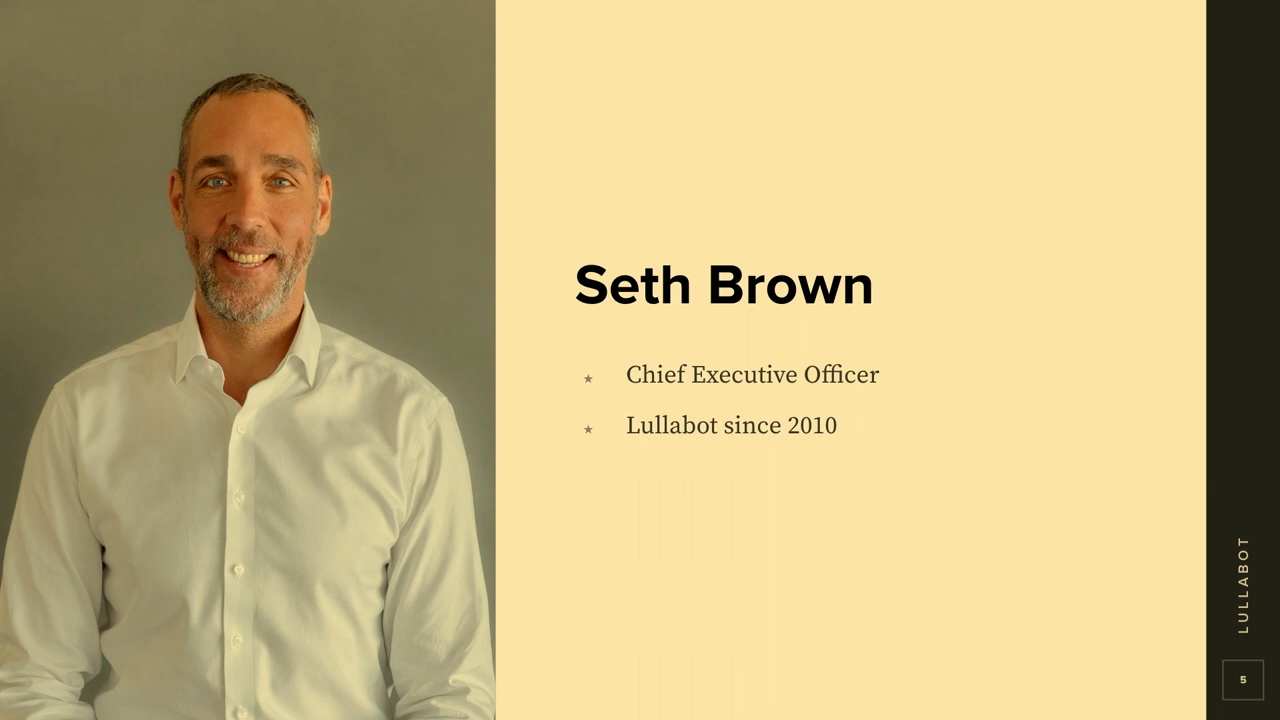 Seth Brown
Chief Executive Officer
Lullabot since 2010
LULLABOT
5